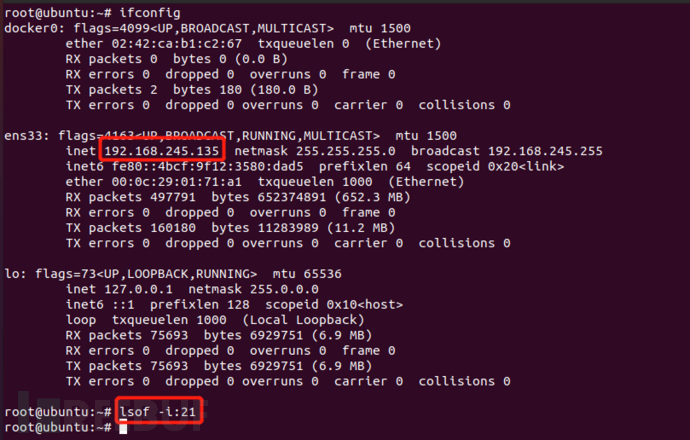 root@ubuntu:~# ifconfig
docker0: flags=4099<UP,BROADCAST,MULTICAST>  mtu 1500
        ether 02:42:ca:b1:c2:67  txqueuelen 0  (Ethernet)
        RX packets 0  bytes 0 (0.0 B)
        RX errors 0  dropped 0  overruns 0  frame 0
        TX packets 2  bytes 180 (180.0 B)
        TX errors 0  dropped 0 overruns 0  carrier 0  collisions 0
ens33: flags=4163<UP,BROADCAST,RUNNING,MULTICAST>  mtu 1500
        inet 192.168.245.135  netmask 255.255.255.0  broadcast 192.168.245.255
        inet6 fe80::4bcf:9f12:3580:dad5  prefixlen 64  scopeid 0x20<link>
        ether 00:0c:29:01:71:a1  txqueuelen 1000  (Ethernet)
        RX packets 497791  bytes 652374891 (652.3 MB)
        RX errors 0  dropped 0  overruns 0  frame 0
        TX packets 160180  bytes 11283989 (11.2 MB)
        TX errors 0  dropped 0 overruns 0  carrier 0  collisions 0
lo: flags=73<UP,LOOPBACK,RUNNING>  mtu 65536
        inet 127.0.0.1  netmask 255.0.0.0
        inet6 ::1  prefixlen 128  scopeid 0x10<host>
        loop  txqueuelen 1000  (Local Loopback)
        RX packets 75693  bytes 6929751 (6.9 MB)
        RX errors 0  dropped 0  overruns 0  frame 0
        TX packets 75693  bytes 6929751 (6.9 MB)
        TX errors 0  dropped 0 overruns 0  carrier 0  collisions 0
root@ubuntu:~# lsof -i:21
root@ubuntu:~#